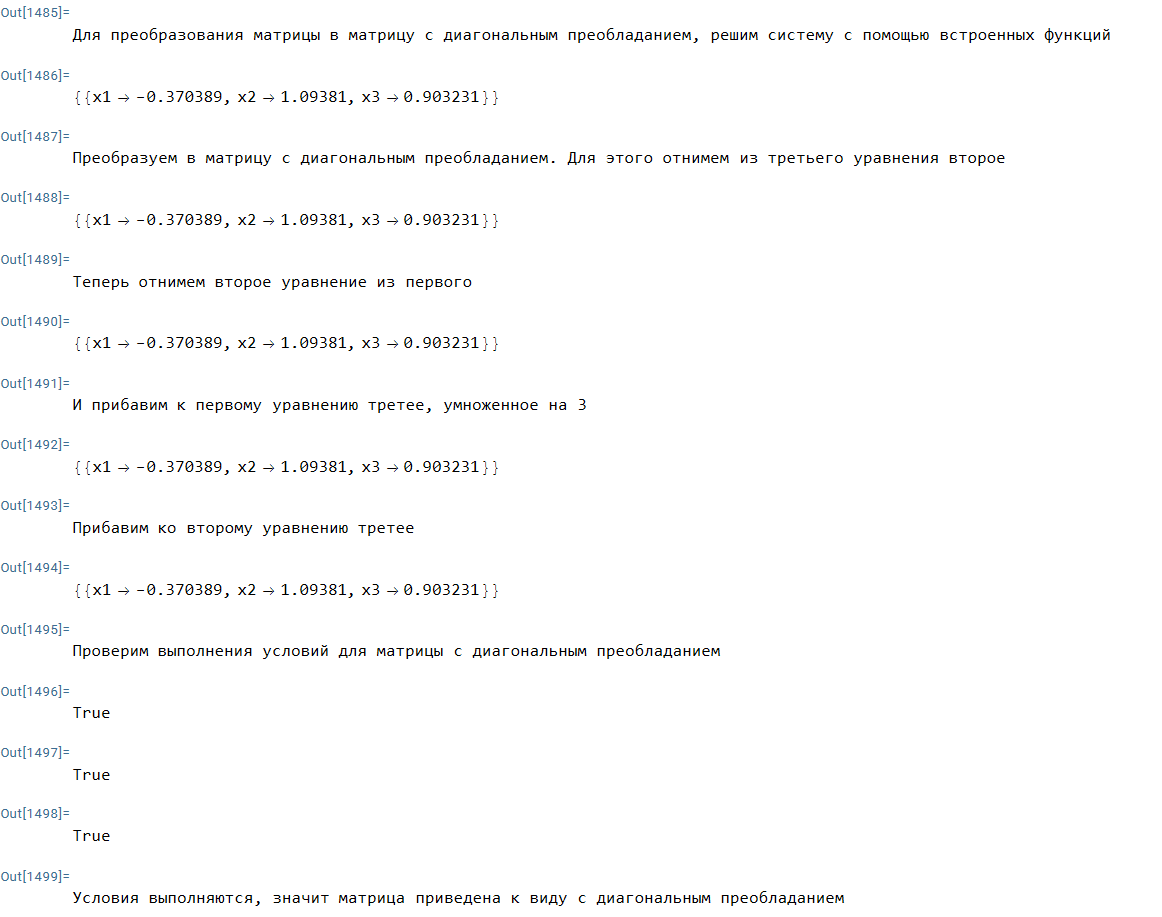 Out[1485]=
Для преобразования матрицы в матрицу с диагональным преобладанием, решим систему с помощью встроенных функций
Out[1486]=
{{x1 → -0.370389, x2 → 1.09381, x3 → 0.903231}}
Out[1487]=
Преобразуем в матрицу с диагональным преобладанием. Для этого отнимем из третьего уравнения второе
Out[1488]=
{{x1 → -0.370389, x2 → 1.09381, x3 → 0.903231}}
Out[1489]=
Теперь отнимем второе уравнение из первого
Out[1490]=
{{x1 → -0.370389, x2 → 1.09381, x3 → 0.903231}}
Out[1491]=
И прибавим к первому уравнению третее, умноженное на 3
Out[1492]=
{{x1 → -0.370389, x2 → 1.09381, x3 → 0.903231}}
Out[1493]=
Прибавим ко второму уравнению третее
Out[1494]=
{{x1 → -0.370389, x2 → 1.09381, x3 → 0.903231}}
Out[1495]=
Проверим выполнения условий для матрицы с диагональным преобладанием
Out[1496]=
True
Out[1497]=
True
Out[1498]=
True
Out[1499]=
Условия выполняются, значит матрица приведена к виду с диагональным преобладанием